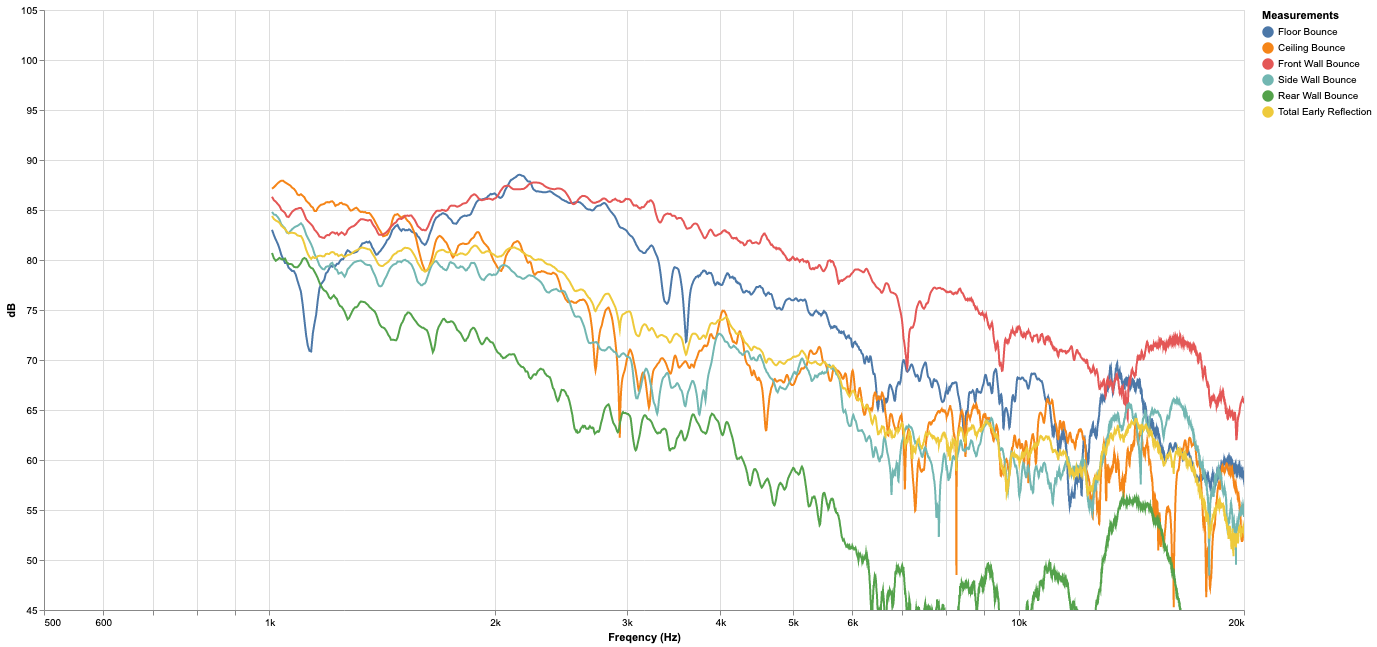 105
100
95
90
85
80
75
70
65
60
55
50
45
dB
500 600 1k 2k 3k 4k 5k 6k 10k 20k
Freqency (Hz)
Measurements
Floor Bounce
Ceiling Bounce
Front Wall Bounce
Side Wall Bounce
Rear Wall Bounce
Total Early Reflection